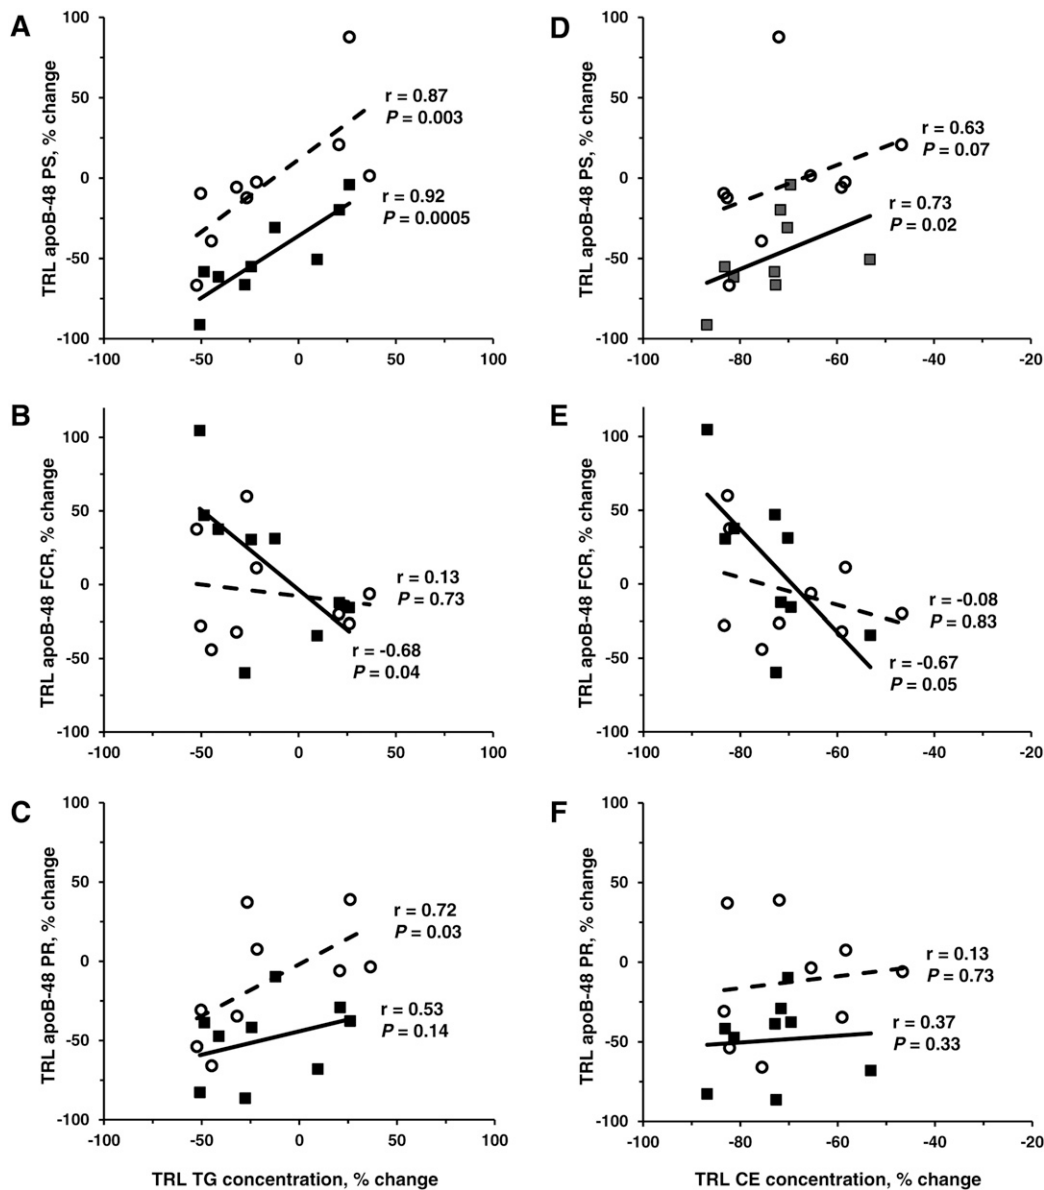 A
TRL apoB-48 PS, % change
100
50
0
-50
-100
-100
-50
0
50
100
r = 0.87
P = 0.003
r = 0.92
P = 0.0005
D
TRL apoB-48 PS, % change
100
50
0
-50
-100
-100
-80
-60
-40
-20
r = 0.63
P = 0.07
r = 0.73
P = 0.02
B
TRL apoB-48 FCR, % change
100
50
0
-50
-100
-100
-50
0
50
100
r = 0.13
P = 0.73
r = -0.68
P = 0.04
E
TRL apoB-48 FCR, % change
100
50
0
-50
-100
-100
-80
-60
-40
-20
r = -0.08
P = 0.83
r = -0.67
P = 0.05
C
TRL apoB-48 PR, % change
100
50
0
-50
-100
-100
-50
0
50
100
r = 0.72
P = 0.03
r = 0.53
P = 0.14
TRL TG concentration, % change
F
TRL apoB-48 PR, % change
100
50
0
-50
-100
-100
-80
-60
-40
-20
r = 0.13
P = 0.73
r = 0.37
P = 0.33
TRL CE concentration, % change